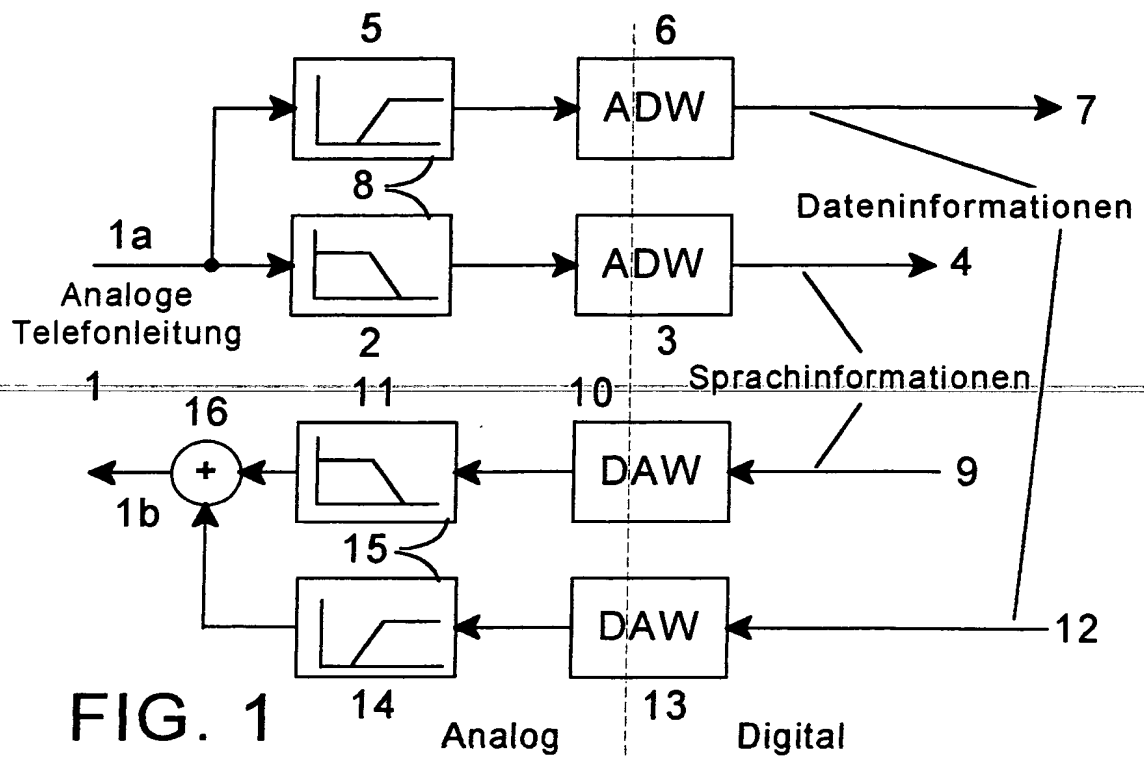 5
6
ADW
7
8
Dateninformationen
1a
ADW
4
Analoge
Telefonleitung
2
3
1
11
10
Sprachinformationen
16
+
DAW
9
1b
15
DAW
12
14
13
FIG. 1
Analog
Digital